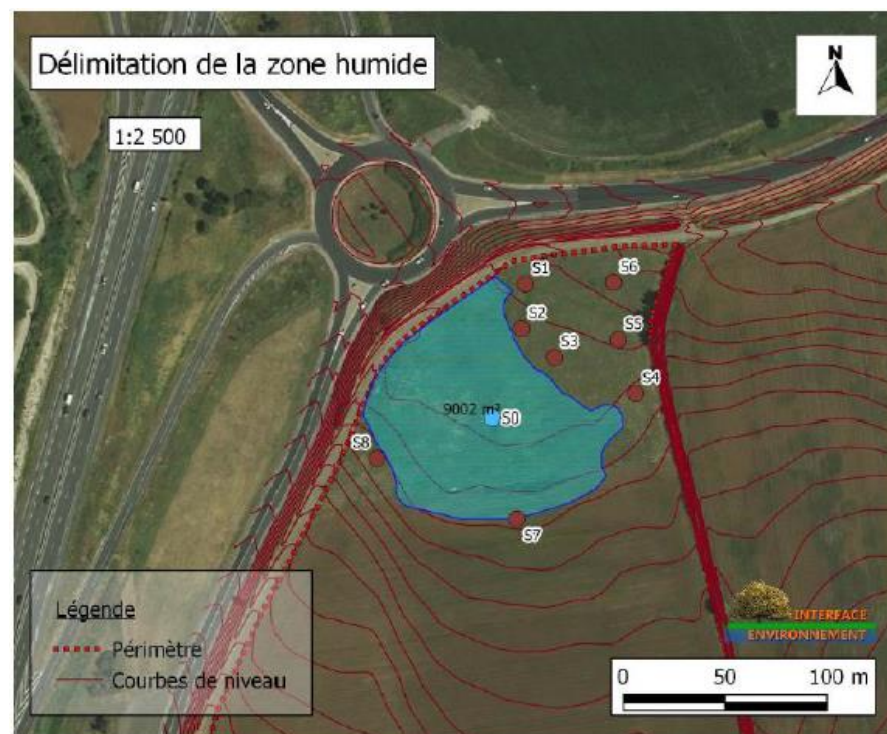 Délimitation de la zone humide
N
1:2 500
S1
S6
S2
S5
S3
S4
9002 m²
S0
S8
S7
Légende
Périmètre
Courbes de niveau
INTERFACE
ENVIRONNEMENT
0 50 100 m